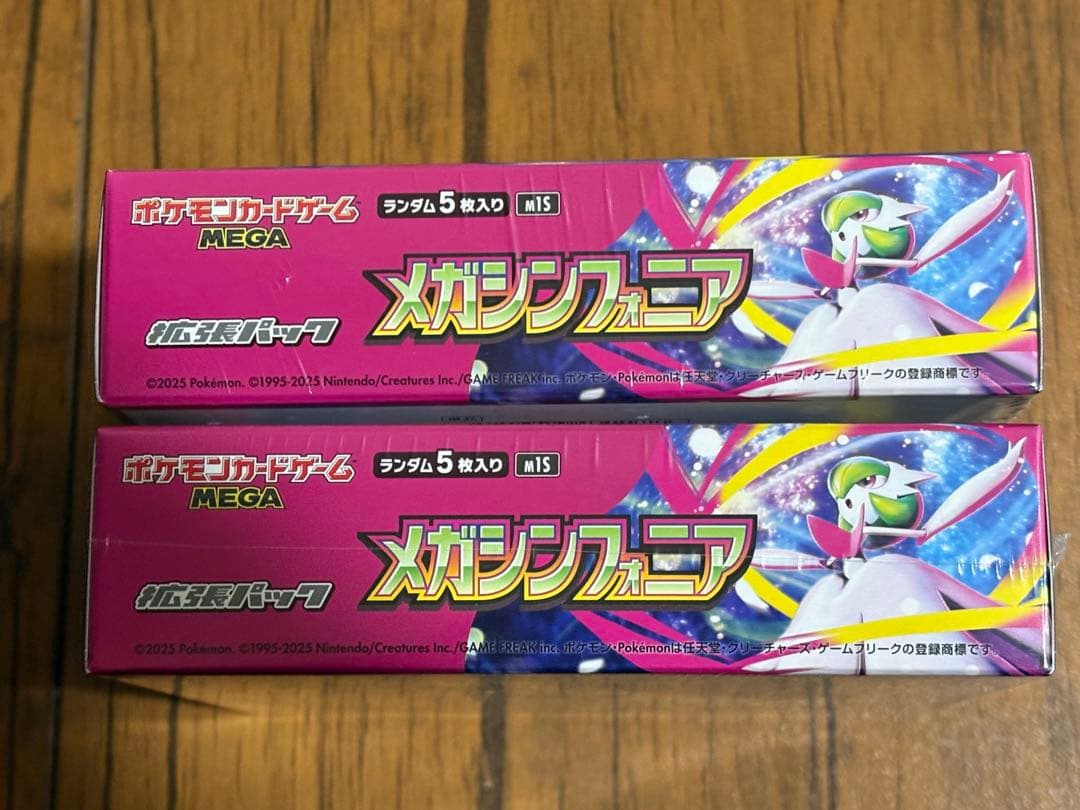 ポケモンカードゲーム
MEGA
ランダム5枚入り M1S
メガシンフォニア
拡張パック
©2025 Pokémon. ©1995-2025 Nintendo/Creatures Inc./GAME FREAK inc. ポケモン・Pokémonは任天堂・クリーチャーズ・ゲームフリークの登録商標です。
ポケモンカードゲーム
MEGA
ランダム5枚入り M1S
メガシンフォニア
拡張パック
©2025 Pokémon. ©1995-2025 Nintendo/Creatures Inc./GAME FREAK inc. ポケモン・Pokémonは任天堂・クリーチャーズ・ゲームフリークの登録商標です。